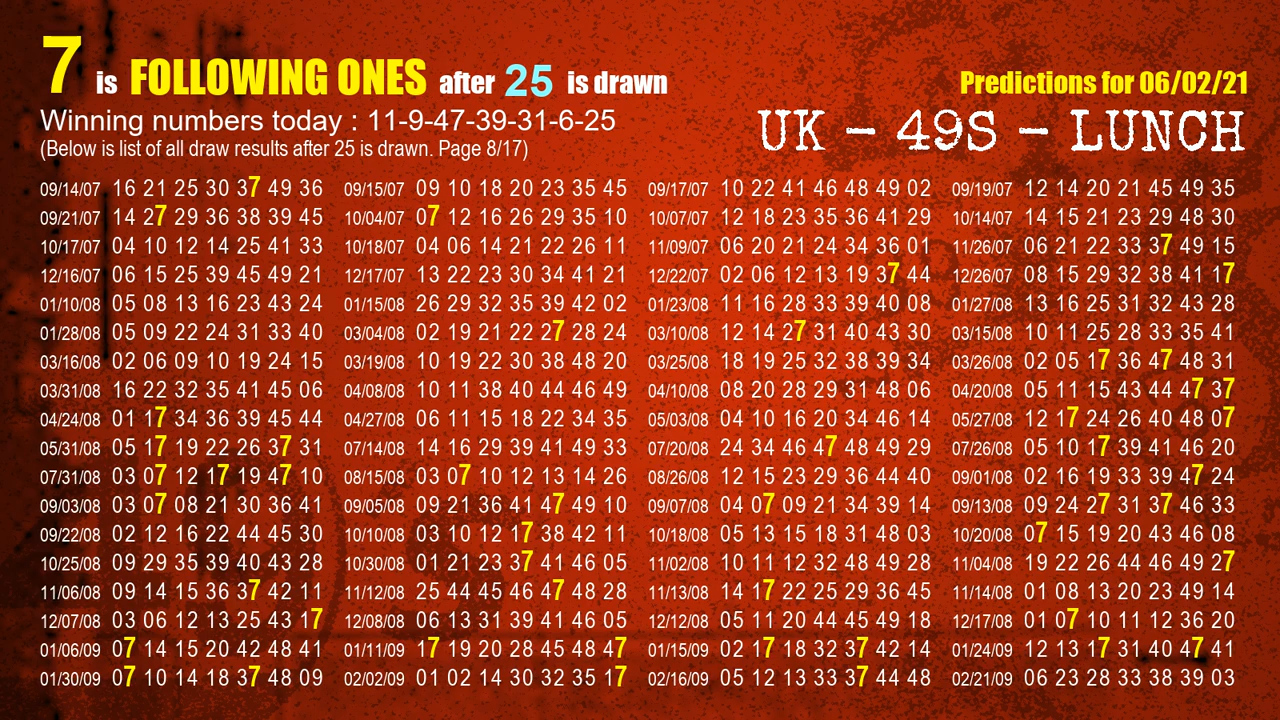 7 is FOLLOWING ONES after 25 is drawn
Predictions for 06/02/21
Winning numbers today : 11-9-47-39-31-6-25
UK - 49S - LUNCH
(Below is list of all draw results after 25 is drawn. Page 8/17)
09/14/07 16 21 25 30 37 49 36 09/15/07 09 10 18 20 23 35 45 09/17/07 10 22 41 46 48 49 02 09/19/07 12 14 20 21 45 49 35
09/21/07 14 27 29 36 38 39 45 10/04/07 07 12 16 26 29 35 10 10/07/07 12 18 23 35 36 41 29 10/14/07 14 15 21 23 29 48 30
10/17/07 04 10 12 14 25 41 33 10/18/07 04 06 14 21 22 26 11 11/09/07 06 20 21 24 34 36 01 11/26/07 06 21 22 33 37 49 15
12/16/07 06 15 25 39 45 49 21 12/17/07 13 22 23 30 34 41 21 12/22/07 02 06 12 13 19 37 44 12/26/07 08 15 29 32 38 41 17
01/10/08 05 08 13 16 23 43 24 01/15/08 26 29 32 35 39 42 02 01/23/08 11 16 28 33 39 40 08 01/27/08 13 16 25 31 32 43 28
01/28/08 05 09 22 24 31 33 40 03/04/08 02 19 21 22 27 28 24 03/10/08 12 14 27 31 40 43 30 03/15/08 10 11 25 28 33 35 41
03/16/08 02 06 09 10 19 24 15 03/19/08 10 19 22 30 38 48 20 03/25/08 18 19 25 32 38 39 34 03/26/08 02 05 17 36 47 48 31
03/31/08 16 22 32 35 41 45 06 04/08/08 10 11 38 40 44 46 49 04/10/08 08 20 28 29 31 48 06 04/20/08 05 11 15 43 44 47 37
04/24/08 01 17 34 36 39 45 44 04/27/08 06 11 15 18 22 34 35 05/03/08 04 10 16 20 34 46 14 05/27/08 12 17 24 26 40 48 07
05/31/08 05 17 19 22 26 37 31 07/14/08 14 16 29 39 41 49 33 07/20/08 24 34 46 47 48 49 29 07/26/08 05 10 17 39 41 46 20
07/31/08 03 07 12 17 19 47 10 08/15/08 03 07 10 12 13 14 26 08/26/08 12 15 23 29 36 44 40 09/01/08 02 16 19 33 39 47 24
09/03/08 03 07 08 21 30 36 41 09/05/08 09 21 36 41 47 49 10 09/07/08 04 07 09 21 34 39 14 09/13/08 09 24 27 31 37 46 33
09/22/08 02 12 16 22 44 45 30 10/10/08 03 10 12 17 38 42 11 10/18/08 05 13 15 18 31 48 03 10/20/08 07 15 19 20 43 46 08
10/25/08 09 29 35 39 40 43 28 10/30/08 01 21 23 37 41 46 05 11/02/08 10 11 12 32 48 49 28 11/04/08 19 22 26 44 46 49 27
11/06/08 09 14 15 36 37 42 11 11/12/08 25 44 45 46 47 48 28 11/13/08 14 17 22 25 29 36 45 11/14/08 01 08 13 20 23 49 14
12/07/08 03 06 12 13 25 43 17 12/08/08 06 13 31 39 41 46 05 12/12/08 05 11 20 44 45 49 18 12/17/08 01 07 10 11 12 36 20
01/06/09 07 14 15 20 42 48 41 01/11/09 17 19 20 28 45 48 47 01/15/09 02 17 18 32 37 42 14 01/24/09 12 13 17 31 40 47 41
01/30/09 07 10 14 18 37 48 09 02/02/09 01 02 14 30 32 35 17 02/16/09 05 12 13 33 37 44 48 02/21/09 06 23 28 33 38 39 03